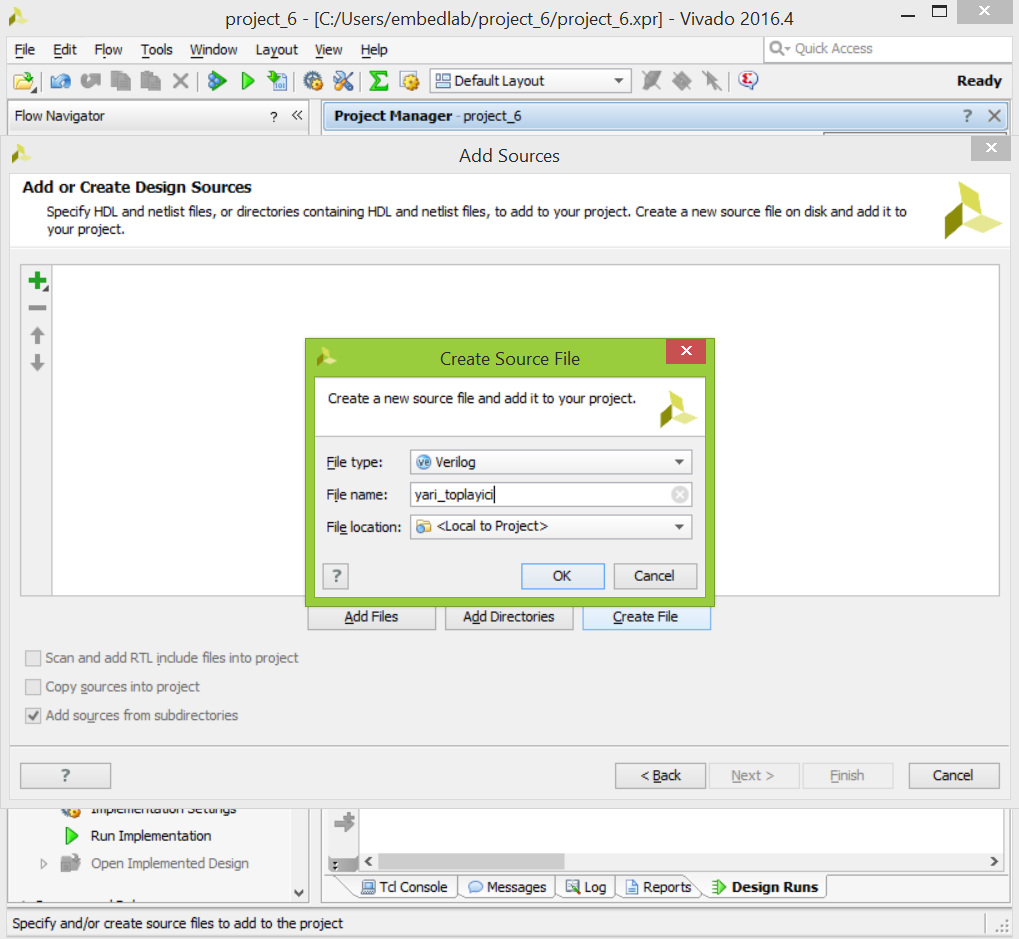 project_6 - [C:/Users/embedlab/project_6/project_6.xpr] - Vivado 2016.4
File Edit Flow Tools Window Layout View Help
Quick Access
Default Layout
Ready
Flow Navigator ? «
Project Manager - project_6 ?
Add Sources
Add or Create Design Sources
Specify HDL and netlist files, or directories containing HDL and netlist files, to add to your project. Create a new source file on disk and add it to
your project.
Create Source File
Create a new source file and add it to your project.
File type: Verilog
File name: yari_toplayici
File location: <Local to Project>
? OK Cancel
Add Files Add Directories Create File
Scan and add RTL include files into project
Copy sources into project
Add sources from subdirectories
? < Back Next > Finish Cancel
Implementation Settings
Run Implementation
Open Implemented Design
Tcl Console Messages Log Reports Design Runs
Specify and/or create source files to add to the project